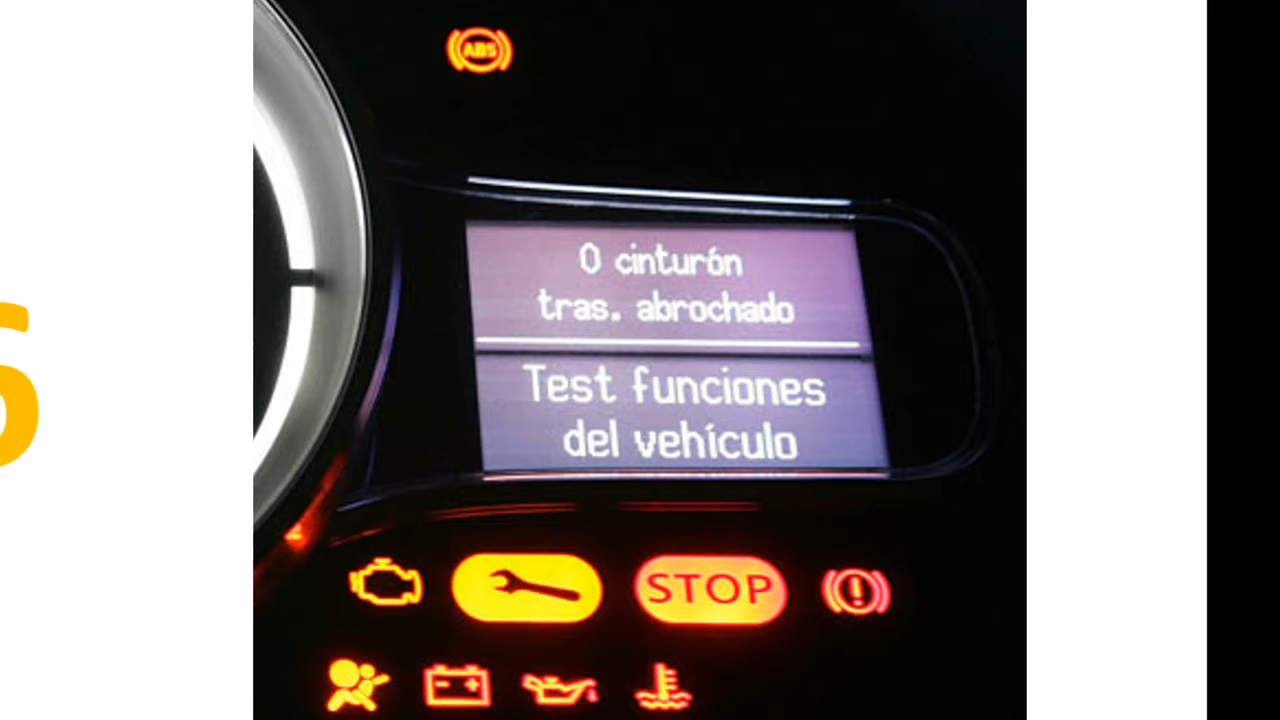 ABS
0 cinturón
tras. abrochado
Test funciones
del vehículo
STOP